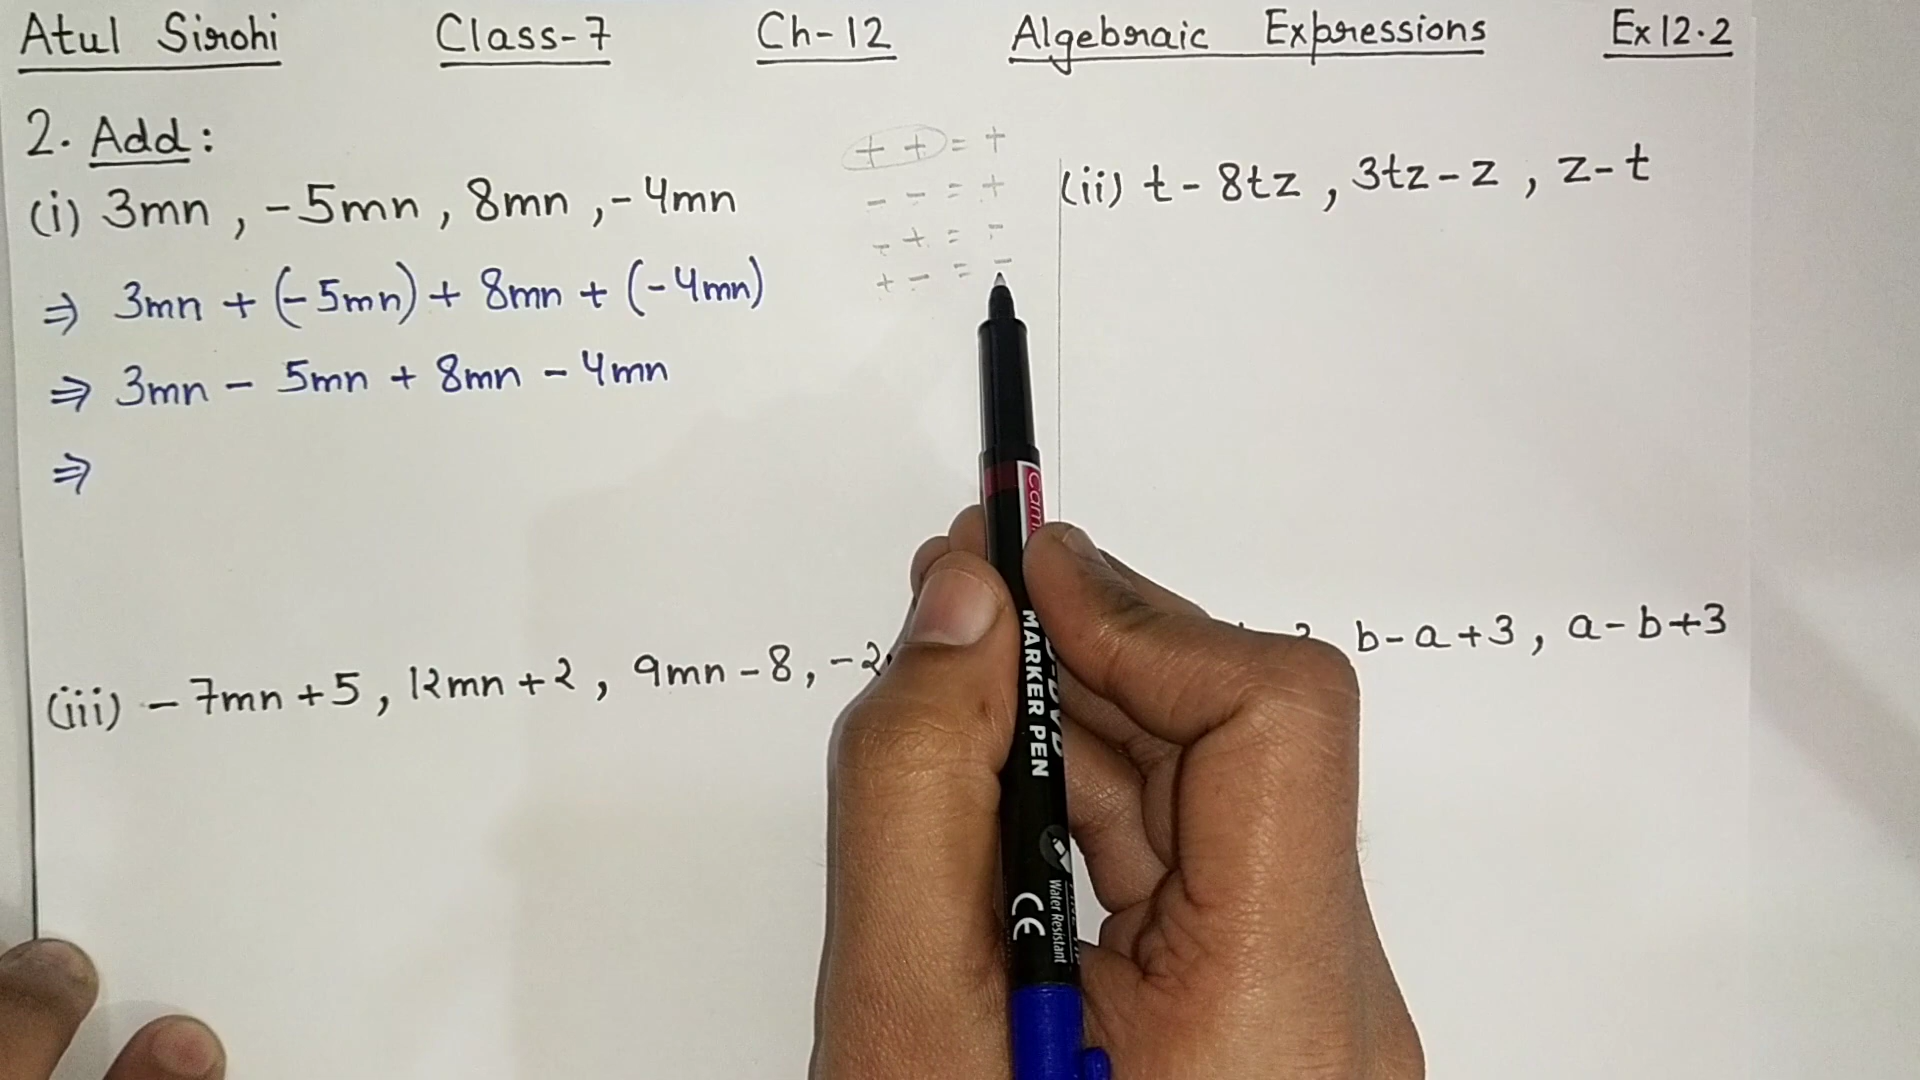 Atul Sirohi Class-7 Ch-12 Algebraic Expressions Ex 12.2
2. Add:
(i) 3mn, -5mn, 8mn, -4mn
⇒ 3mn + (-5mn) + 8mn + (-4mn)
⇒ 3mn - 5mn + 8mn - 4mn
⇒
+ + = +
- - = +
- + = -
+ - = -
(ii) t - 8tz, 3tz - z, z - t
(iii) - 7mn + 5, 12mn + 2, 9mn - 8, -2
b - a + 3, a - b + 3
MARKER PEN
Water Resistant
CE